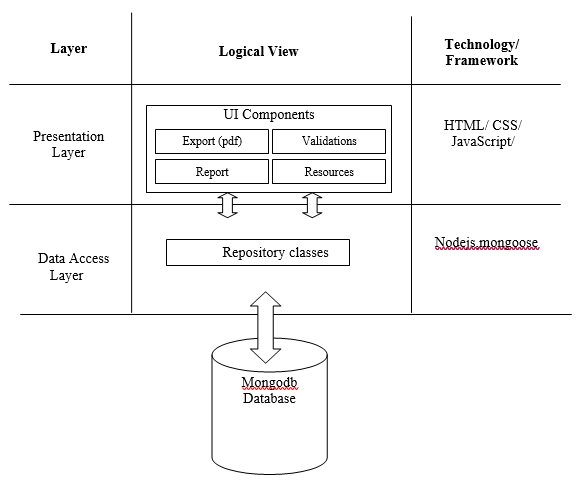 Layer
Logical View
Technology/
Framework
Presentation
Layer
UI Components
Export (pdf)
Validations
Report
Resources
HTML/ CSS/
JavaScript/
Data Access
Layer
Repository classes
Nodejs,mongoose
Mongodb
Database